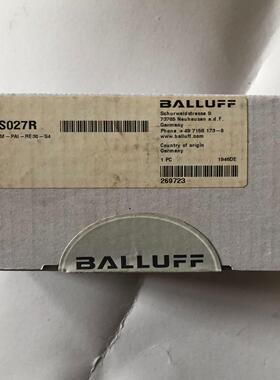 S027R
M-PAI-RE30-S4
BALLUFF
Schurwaldstrasse 9
73765 Neuhausen a.d.F.
Germany
Phone +49 7158 173-0
www.balluff.com
Country of origin
Germany
1 PC 1946DE
269723
BALLUFF